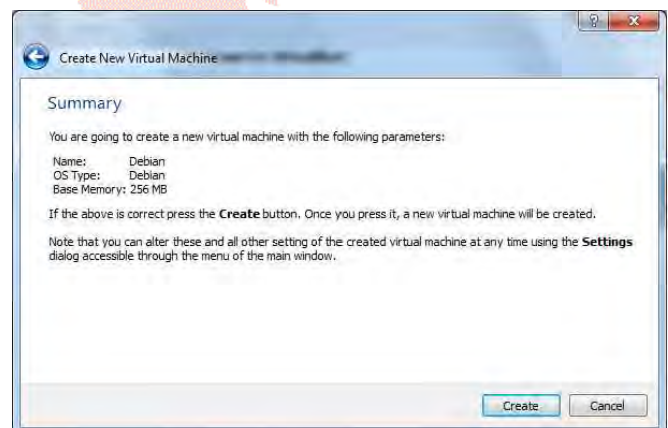 Create New Virtual Machine
Summary
You are going to create a new virtual machine with the following parameters:
Name: Debian
OS Type: Debian
Base Memory: 256 MB
If the above is correct press the Create button. Once you press it, a new virtual machine will be created.
Note that you can alter these and all other setting of the created virtual machine at any time using the Settings
dialog accessible through the menu of the main window.
Create Cancel